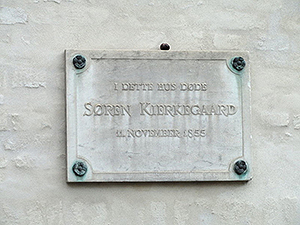 I DETTE HUS DØDE
SØREN KIERKEGAARD
11. NOVEMBER 1855